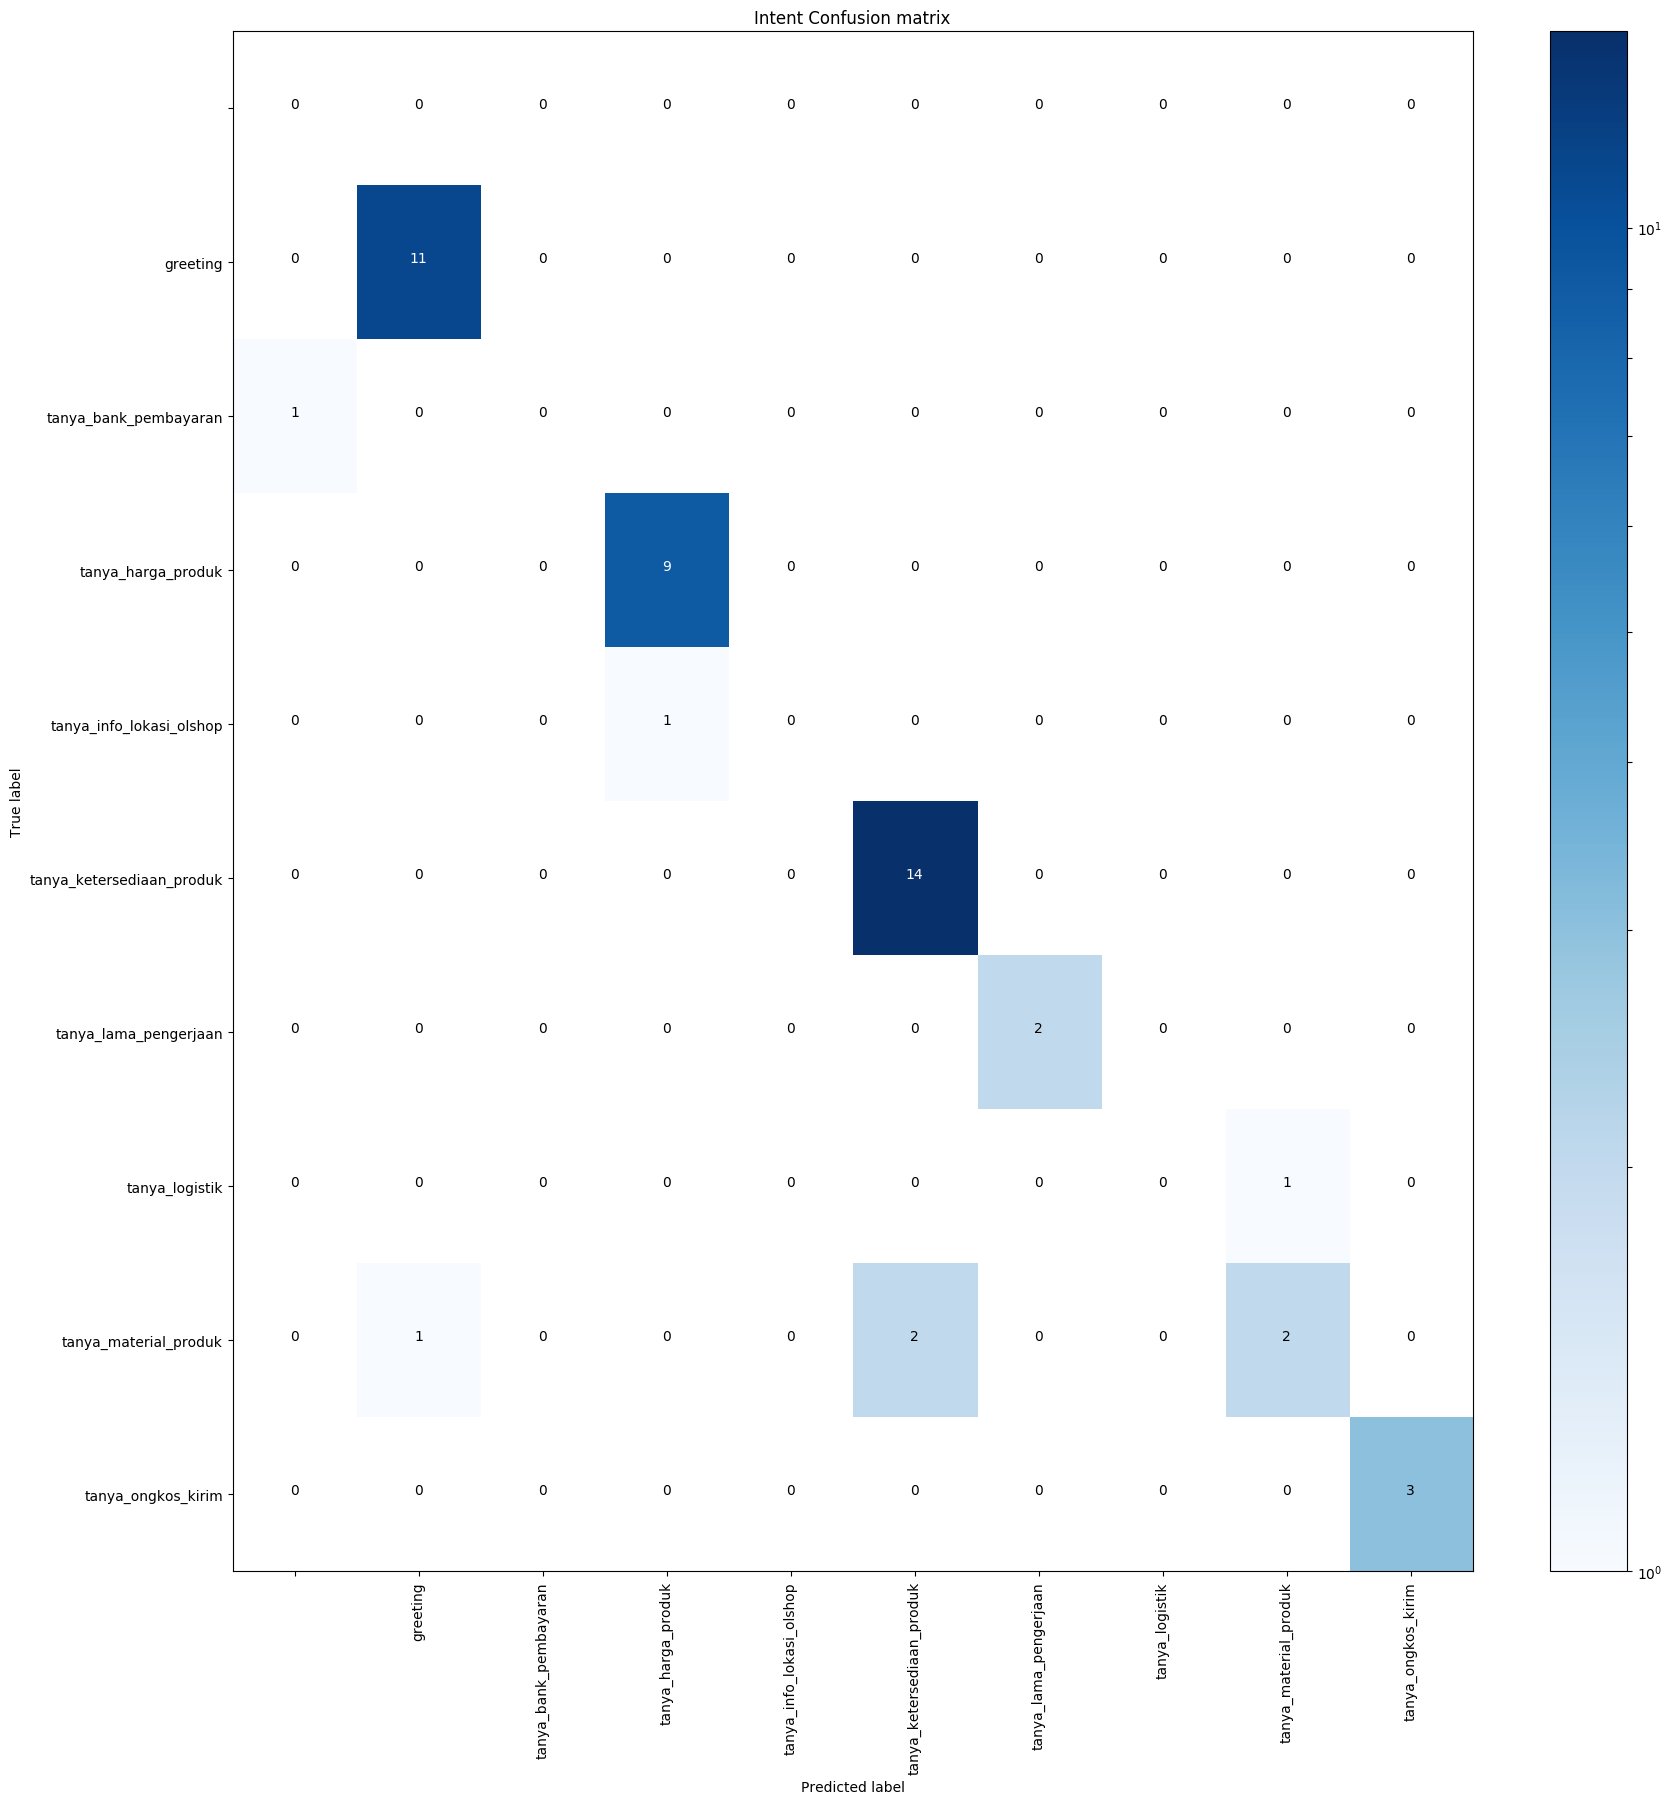 Intent Confusion matrix
0 0 0 0 0 0 0 0 0 0
greeting 0 11 0 0 0 0 0 0 0 0
tanya_bank_pembayaran 1 0 0 0 0 0 0 0 0 0
tanya_harga_produk 0 0 0 9 0 0 0 0 0 0
tanya_info_lokasi_olshop 0 0 0 1 0 0 0 0 0 0
tanya_ketersediaan_produk 0 0 0 0 0 14 0 0 0 0
tanya_lama_pengerjaan 0 0 0 0 0 0 2 0 0 0
tanya_logistik 0 0 0 0 0 0 0 0 1 0
tanya_material_produk 0 1 0 0 0 2 0 0 2 0
tanya_ongkos_kirim 0 0 0 0 0 0 0 0 0 3
True label
greeting
tanya_bank_pembayaran
tanya_harga_produk
tanya_info_lokasi_olshop
tanya_ketersediaan_produk
tanya_lama_pengerjaan
tanya_logistik
tanya_material_produk
tanya_ongkos_kirim
Predicted label
10¹
10⁰